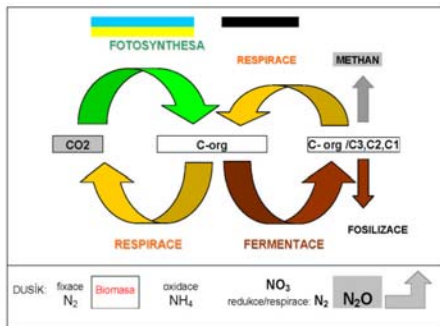 FOTOSYNTHESA
RESPIRACE
METHAN
CO2
C-org
C- org /C3,C2,C1
RESPIRACE
FERMENTACE
FOSILIZACE
DUSÍK:
fixace
N2
Biomasa
oxidace
NH4
NO3
redukce/respirace: N2
N2O